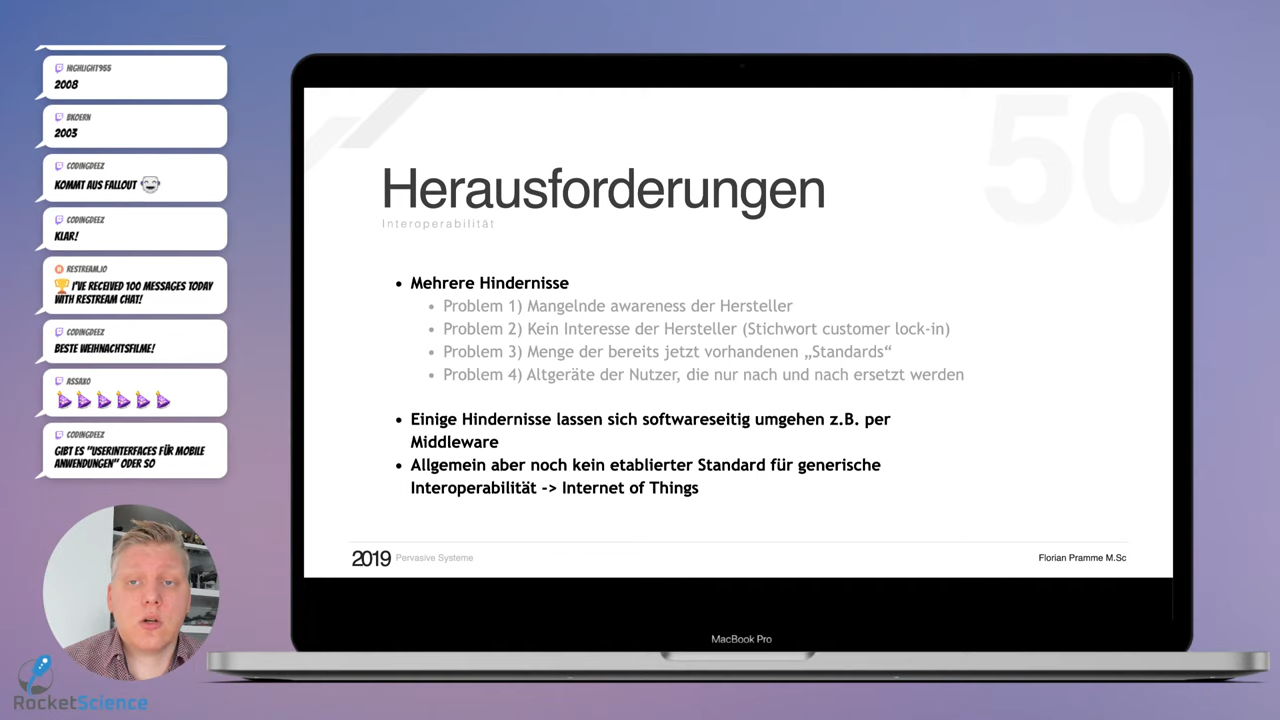 HIGHLIGHT955
2008
BKOERN
2003
CODINGDEEZ
KOMMT AUS FALLOUT
CODINGDEEZ
KLAR!
RESTREAM.IO
I'VE RECEIVED 100 MESSAGES TODAY
WITH RESTREAM CHAT!
CODINGDEEZ
BESTE WEIHNACHTSFILME!
ASSAXO
CODINGDEEZ
GIBT ES "USERINTERFACES FÜR MOBILE
ANWENDUNGEN" ODER SO
RocketScience
50
Herausforderungen
Interoperabilität
• Mehrere Hindernisse
• Problem 1) Mangelnde awareness der Hersteller
• Problem 2) Kein Interesse der Hersteller (Stichwort customer lock-in)
• Problem 3) Menge der bereits jetzt vorhandenen „Standards“
• Problem 4) Altgeräte der Nutzer, die nur nach und nach ersetzt werden
• Einige Hindernisse lassen sich softwareseitig umgehen z.B. per
Middleware
• Allgemein aber noch kein etablierter Standard für generische
Interoperabilität -> Internet of Things
2019 Pervasive Systeme
Florian Pramme M.Sc
MacBook Pro